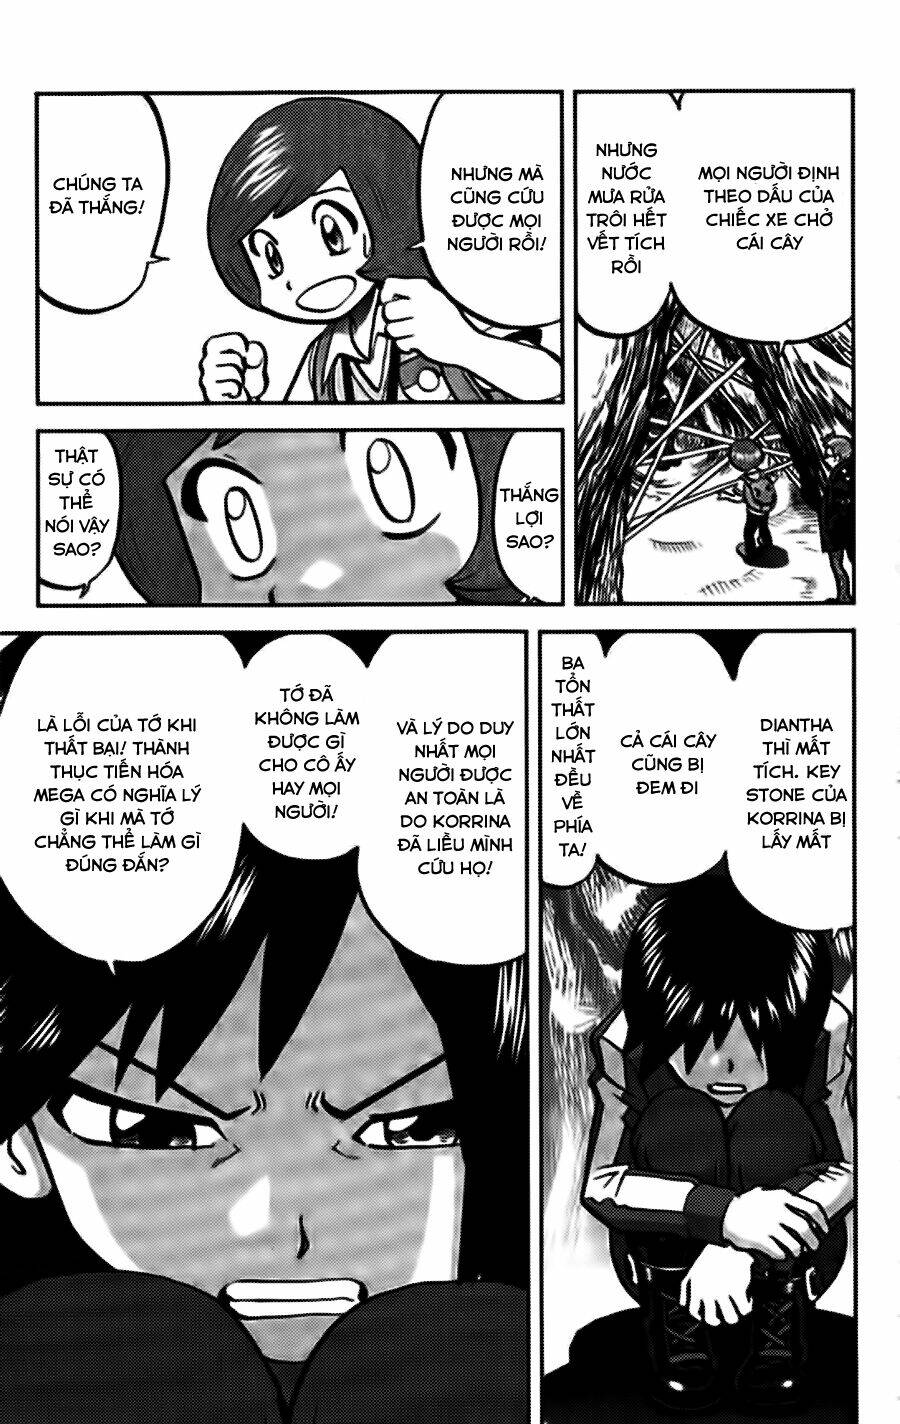 MỌI NGƯỜI ĐỊNH
THEO DẤU CỦA
CHIẾC XE CHỞ
CÁI CÂY
NHƯNG
NƯỚC
MƯA RỬA
TRÔI HẾT
VẾT TÍCH
RỒI
NHƯNG MÀ
CŨNG CỨU
ĐƯỢC MỌI
NGƯỜI RỒI!
CHÚNG TA
ĐÃ THẮNG!
THẮNG
LỢI
SAO?
THẬT
SỰ CÓ
THỂ
NÓI VẬY
SAO?
DIANTHA
THÌ MẤT
TÍCH. KEY
STONE CỦA
KORRINA BỊ
LẤY MẤT
CẢ CÁI CÂY
CŨNG BỊ
ĐEM ĐI
BA
TỔN
THẤT
LỚN
NHẤT
ĐỀU
VỀ
PHÍA
TA!
VÀ LÝ DO DUY
NHẤT MỌI
NGƯỜI ĐƯỢC
AN TOÀN LÀ
DO KORRINA
ĐÃ LIỀU MÌNH
CỨU HỌ!
TỚ ĐÃ
KHÔNG LÀM
ĐƯỢC GÌ
CHO CÔ ẤY
HAY MỌI
NGƯỜI!
LÀ LỖI CỦA TỚ KHI
THẤT BẠI! THÀNH
THỤC TIẾN HÓA
MEGA CÓ NGHĨA LÝ
GÌ KHI MÀ TỚ
CHẲNG THỂ LÀM GÌ
ĐÚNG ĐẮN?